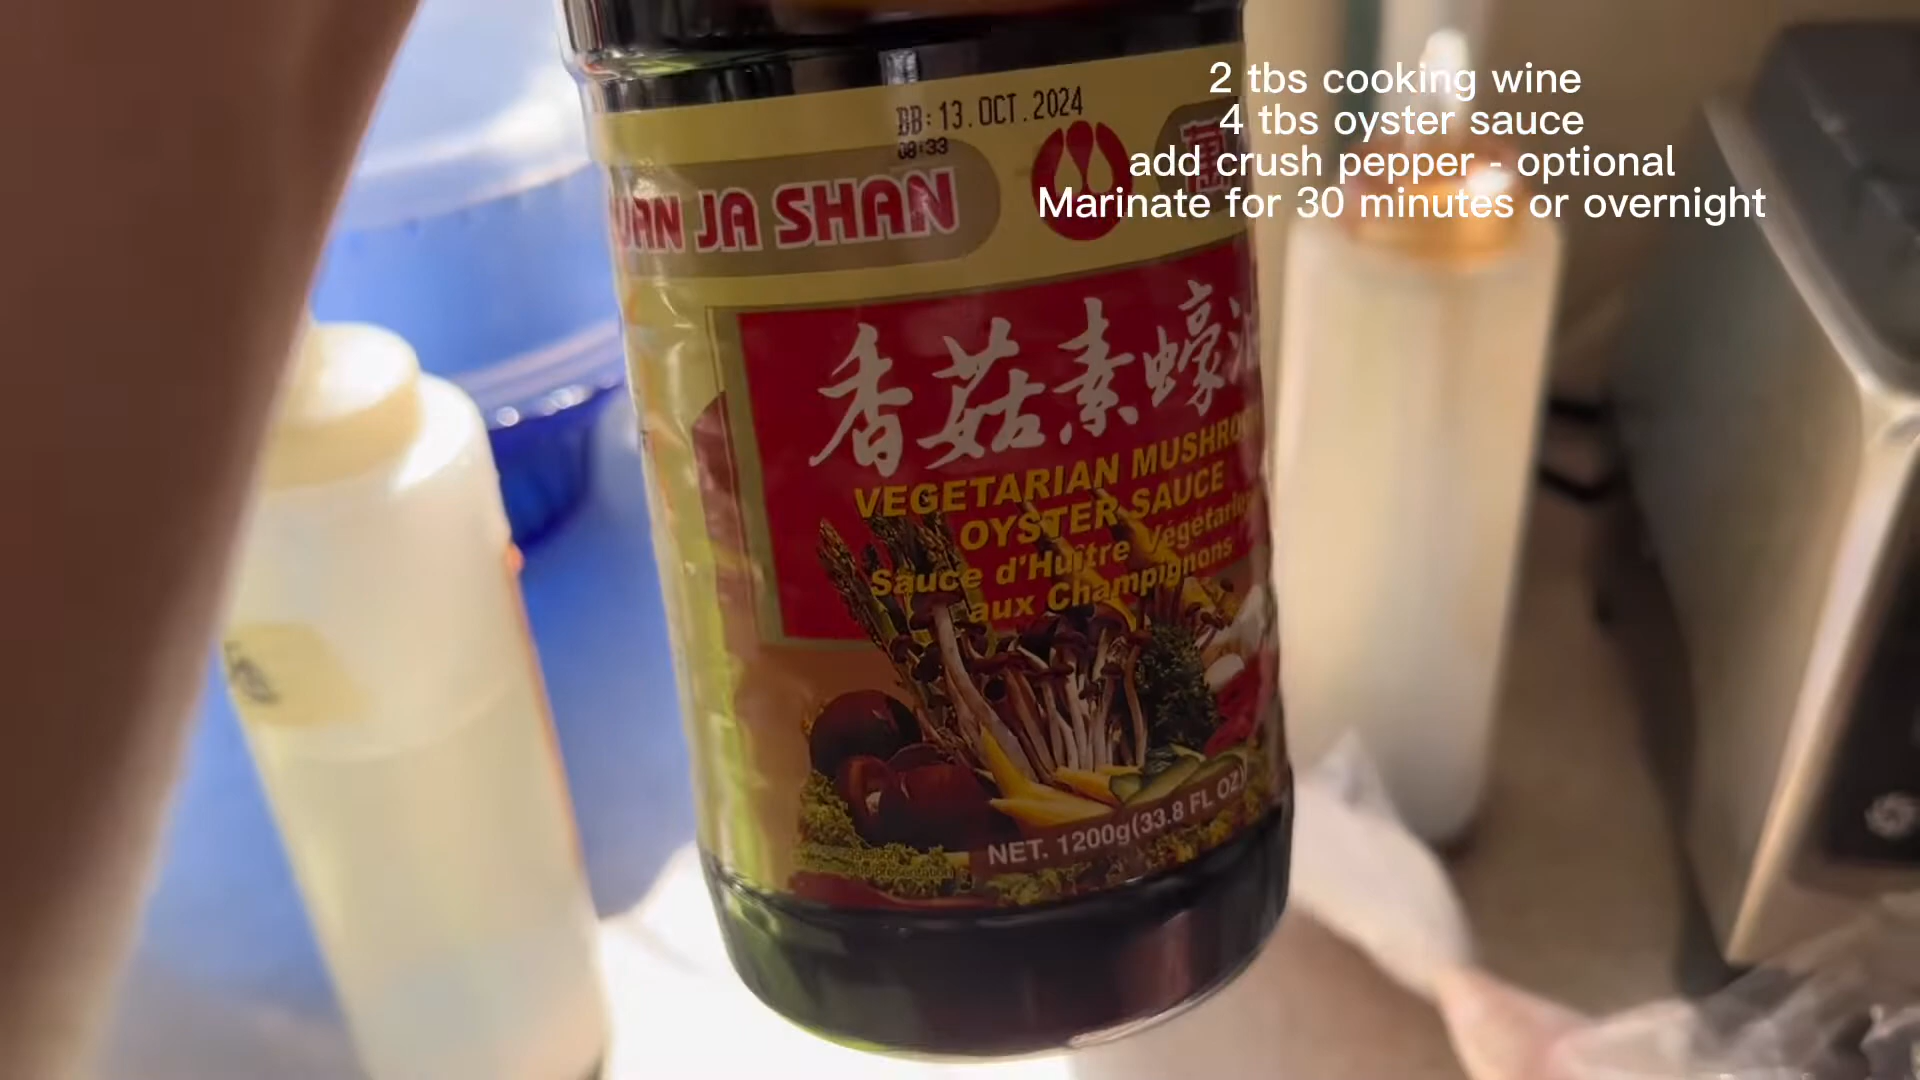 2 tbs cooking wine
4 tbs oyster sauce
add crush pepper - optional
Marinate for 30 minutes or overnight
BB: 13. OCT. 2024
08:33
JA SHAN
香菇素蠔油
VEGETARIAN
OYSTER SAUCE
Sauce d'Huître
aux Champignons
NET. 1200g(33.8 FL OZ)